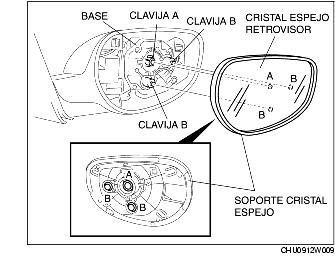 BASE
CLAVIJA A
CLAVIJA B
CRISTAL ESPEJO
RETROVISOR
A
B
B
CLAVIJA B
A
B
B
SOPORTE CRISTAL
ESPEJO
CHU0912W009